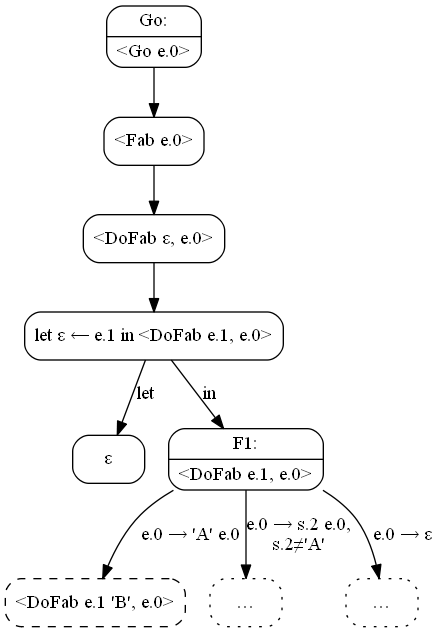 Go:
<Go e.0>
<Fab e.0>
<DoFab ε, e.0>
let ε ← e.1 in <DoFab e.1, e.0>
let
in
ε
F1:
<DoFab e.1, e.0>
e.0 → 'A' e.0
e.0 → s.2 e.0,
s.2≠'A'
e.0 → ε
<DoFab e.1 'B', e.0>
...
...